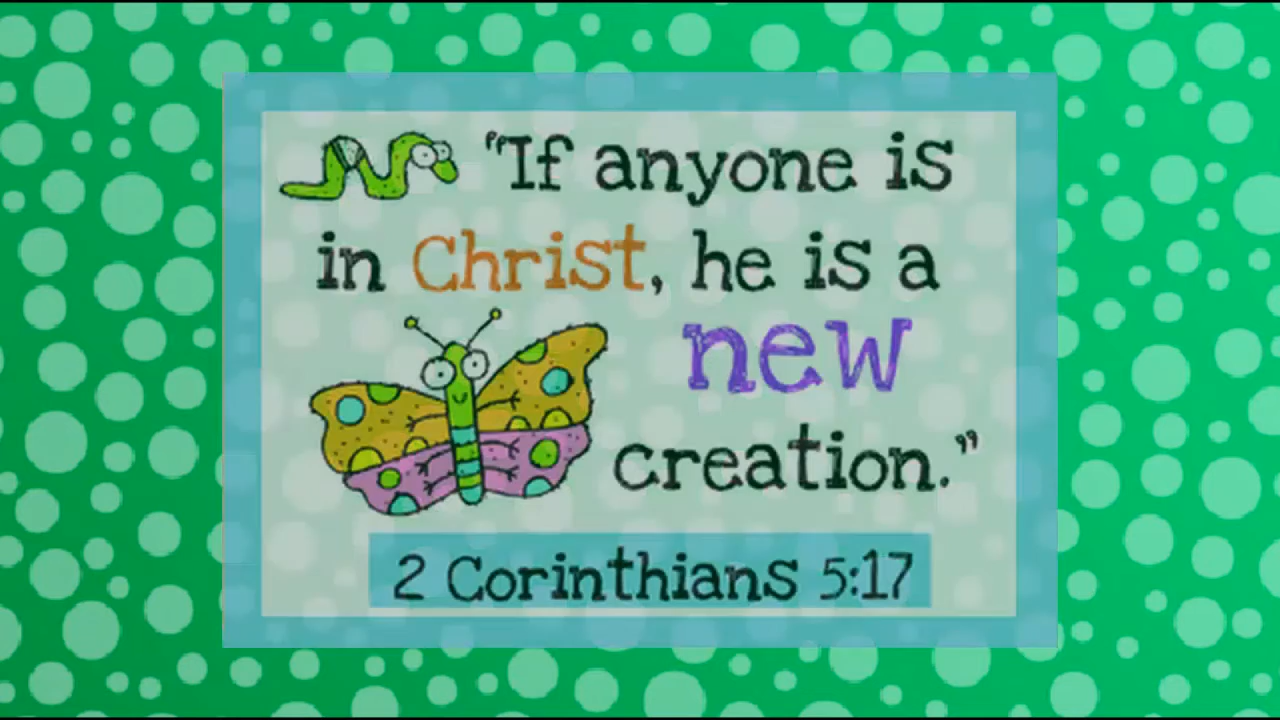 "If anyone is
in Christ, he is a
new
creation."
2 Corinthians 5:17